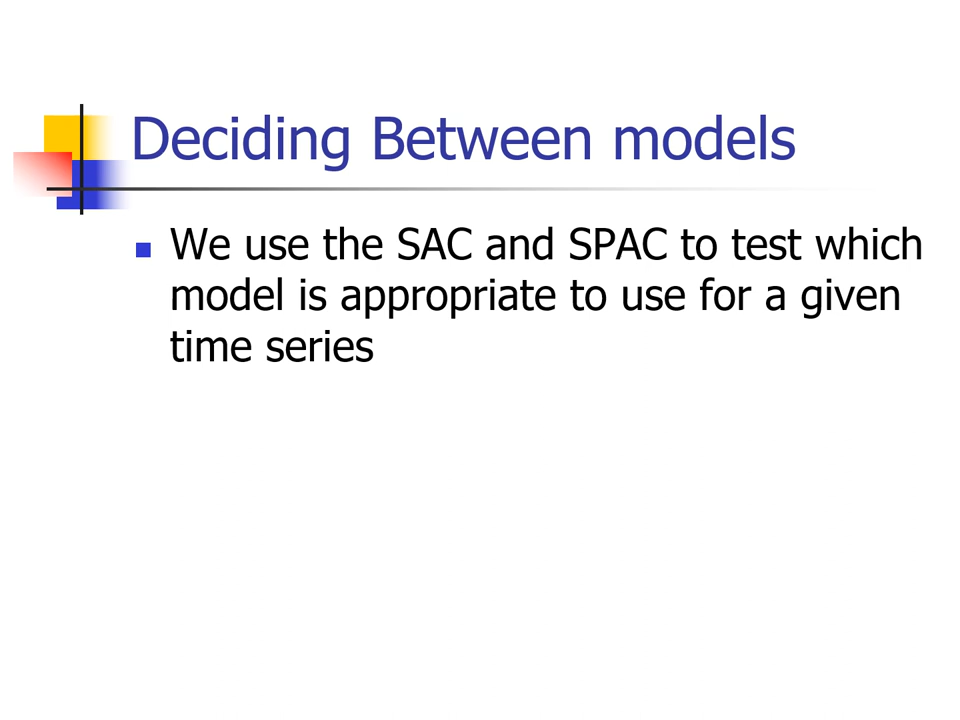 Deciding Between models
We use the SAC and SPAC to test which
model is appropriate to use for a given
time series